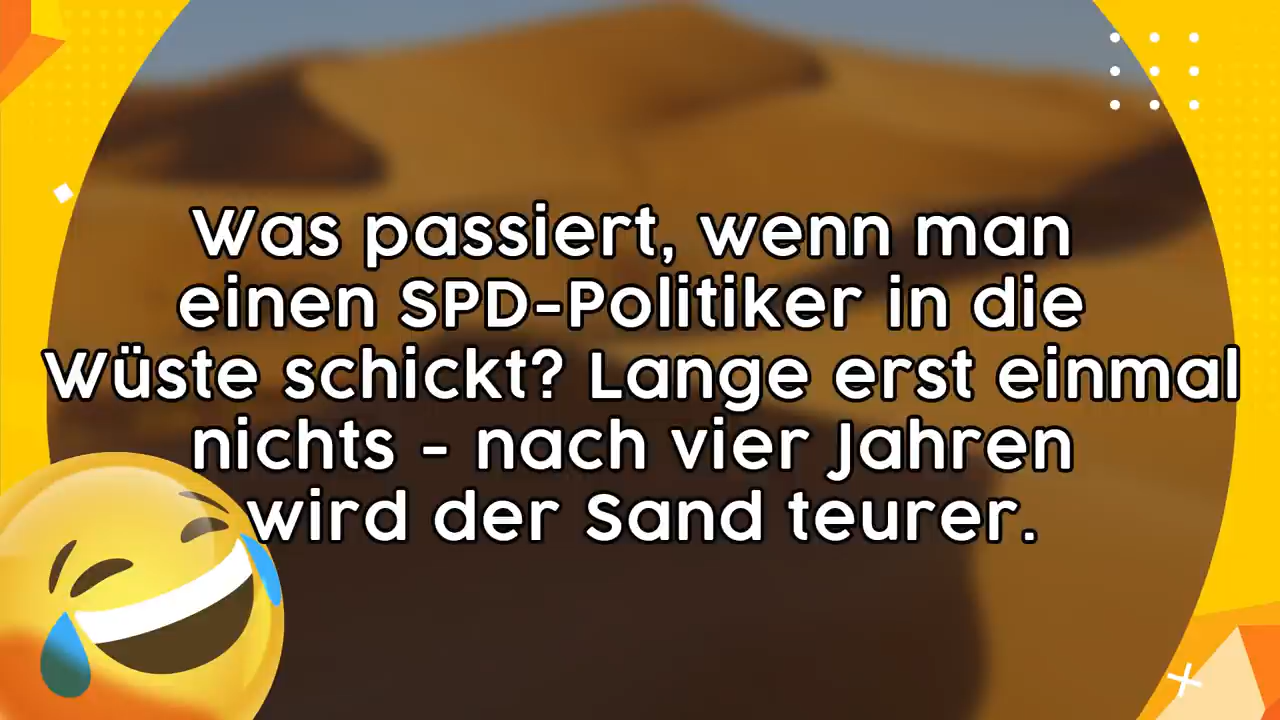 Was passiert, wenn man
einen SPD-Politiker in die
Wüste schickt? Lange erst einmal
nichts - nach vier Jahren
wird der Sand teurer.